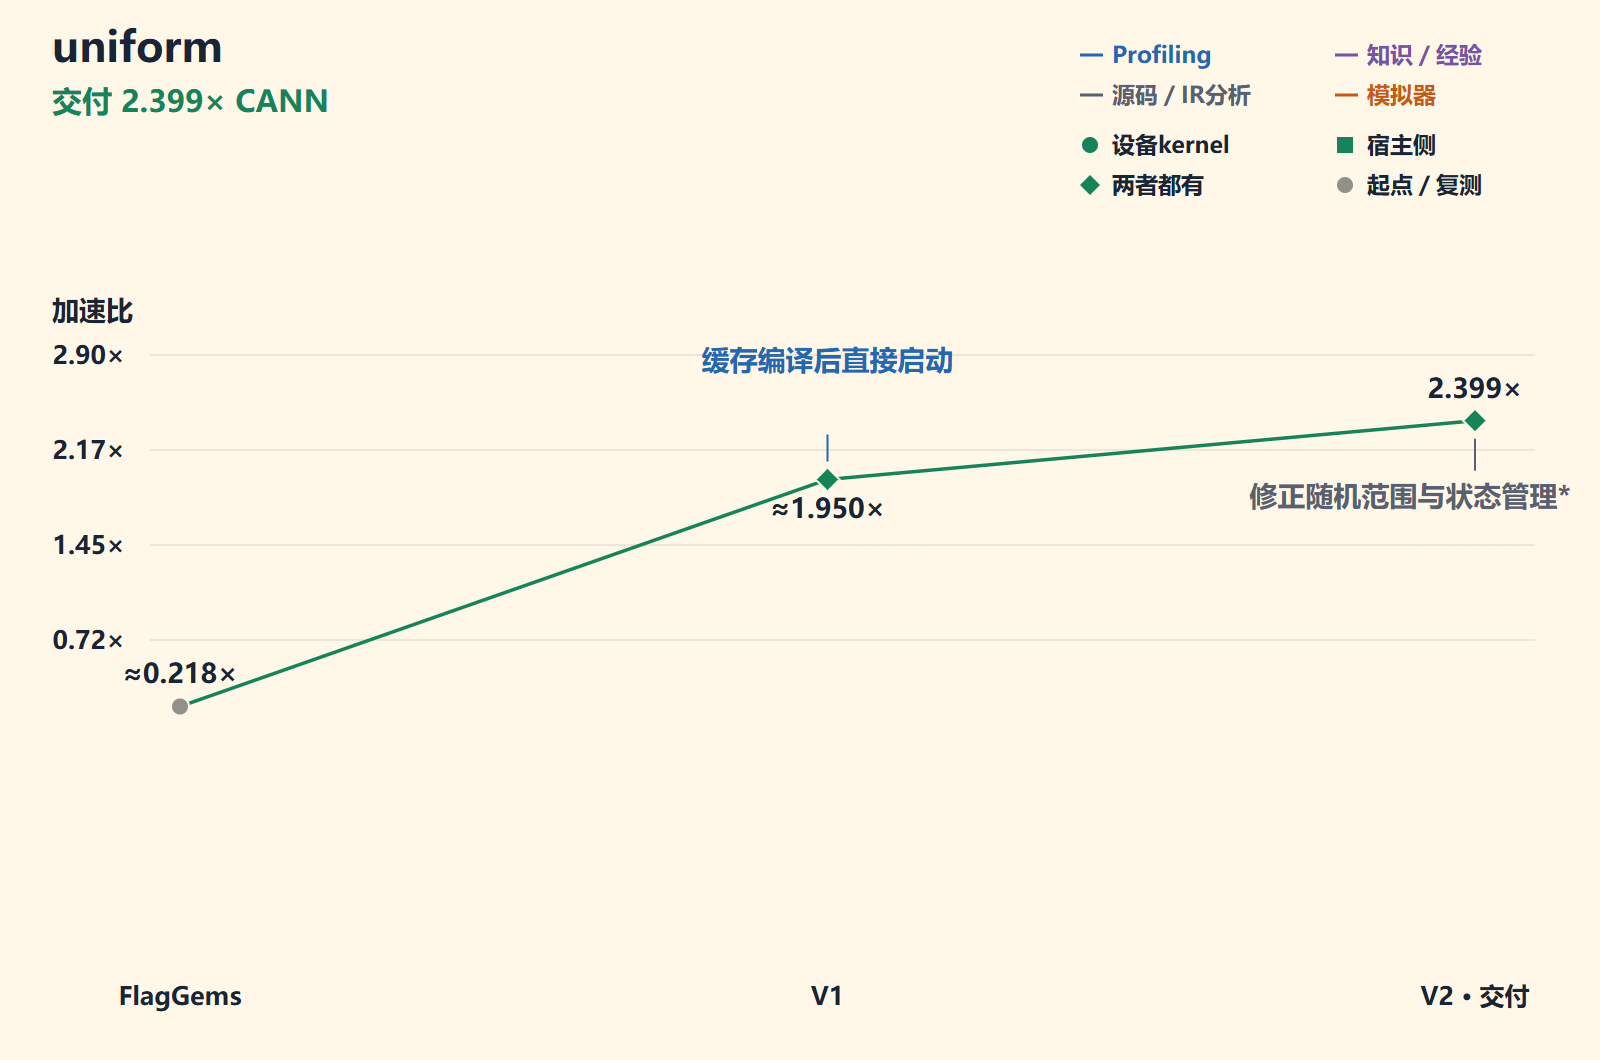 uniform
交付 2.399× CANN
Profiling
知识 / 经验
源码 / IR分析
模拟器
设备kernel
宿主侧
两者都有
起点 / 复测
加速比
2.90×
缓存编译后直接启动
2.399×
2.17×
修正随机范围与状态管理*
≈1.950×
1.45×
0.72×
≈0.218×
FlagGems
V1
V2 • 交付